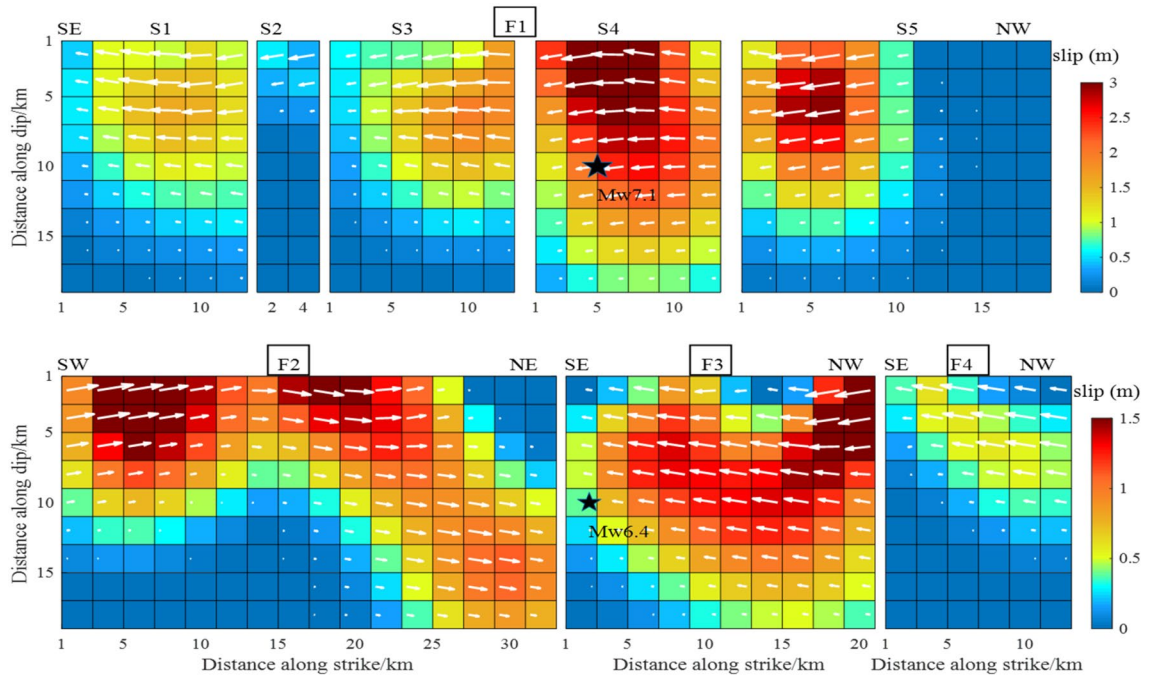 SE S1 S2 S3 F1 S4 S5 NW
slip (m)
Distance along dip/km
1
5
10
15
Mw7.1
3
2.5
2
1.5
1
0.5
0
1 5 10 2 4 1 5 10 1 5 10 1 5 10 15
SW F2 NE SE F3 NW SE F4 NW
slip (m)
Distance along dip/km
1
5
10
15
Mw6.4
1.5
1
0.5
0
1 5 10 15 20 25 30 1 5 10 15 20 1 5 10
Distance along strike/km Distance along strike/km